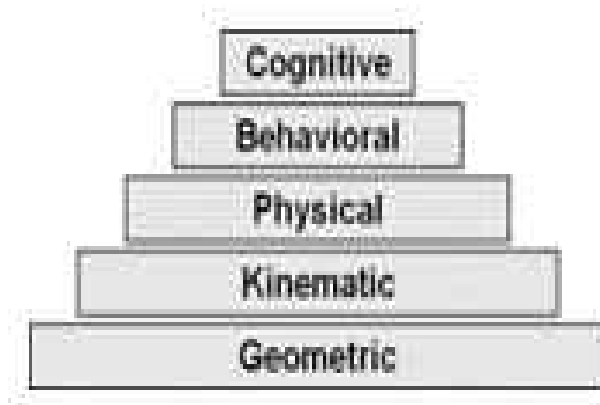 Cognitive
Behavioral
Physical
Kinematic
Geometric